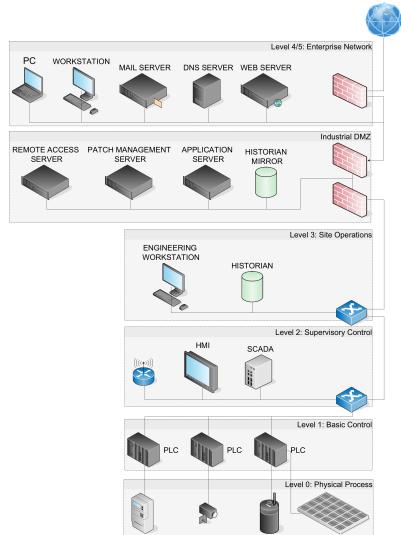 Level 4/5: Enterprise Network
PC
WORKSTATION
MAIL SERVER
DNS SERVER
WEB SERVER
Industrial DMZ
REMOTE ACCESS
SERVER
PATCH MANAGEMENT
SERVER
APPLICATION
SERVER
HISTORIAN
MIRROR
Level 3: Site Operations
ENGINEERING
WORKSTATION
HISTORIAN
Level 2: Supervisory Control
HMI
SCADA
Level 1: Basic Control
PLC
PLC
PLC
Level 0: Physical Process